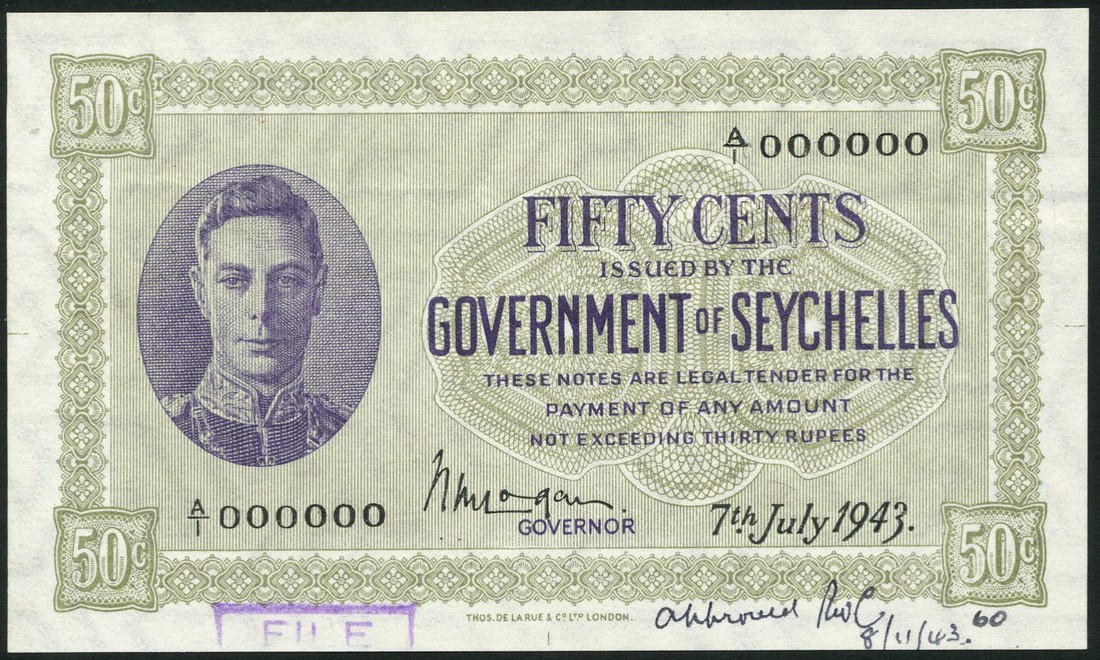 50c
50c
A/1 000000
FIFTY CENTS
ISSUED BY THE
GOVERNMENT OF SEYCHELLES
THESE NOTES ARE LEGAL TENDER FOR THE
PAYMENT OF ANY AMOUNT
NOT EXCEEDING THIRTY RUPEES
A/1 000000
GOVERNOR
7th July 1943.
50c
50c
THOS. DE LA RUE & CO. LTD LONDON.
FILE
approved
8/11/43.
60